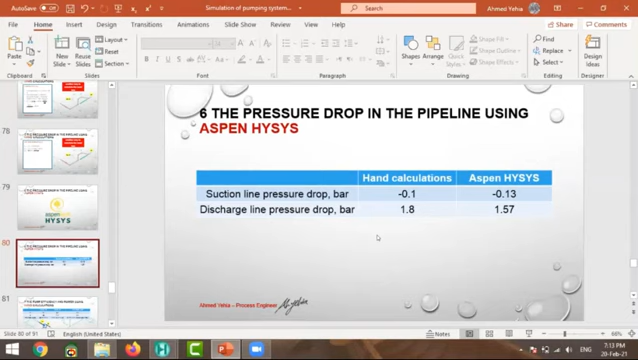 AutoSave Off
Simulation of pumping system...
Search
Ahmed Yehia
File Home Insert Design Transitions Animations Slide Show Review View Help
Share Comments
Paste
New Slide
Layout
Reset
Section
Shapes
Arrange
Quick Styles
Shape Fill
Shape Outline
Shape Effects
Find
Replace
Select
Designer Ideas
Clipboard
Slides
Font
Paragraph
Drawing
Editing
Designer
78
79
80
81
6 THE PRESSURE DROP IN THE PIPELINE USING
ASPEN HYSYS
Hand calculations Aspen HYSYS
Suction line pressure drop, bar -0.1 -0.13
Discharge line pressure drop, bar 1.8 1.57
Ahmed Yehia – Process Engineer
Slide 80 of 91 English (United States)
Notes
68%
ENG
7:13 PM
20-Feb-21